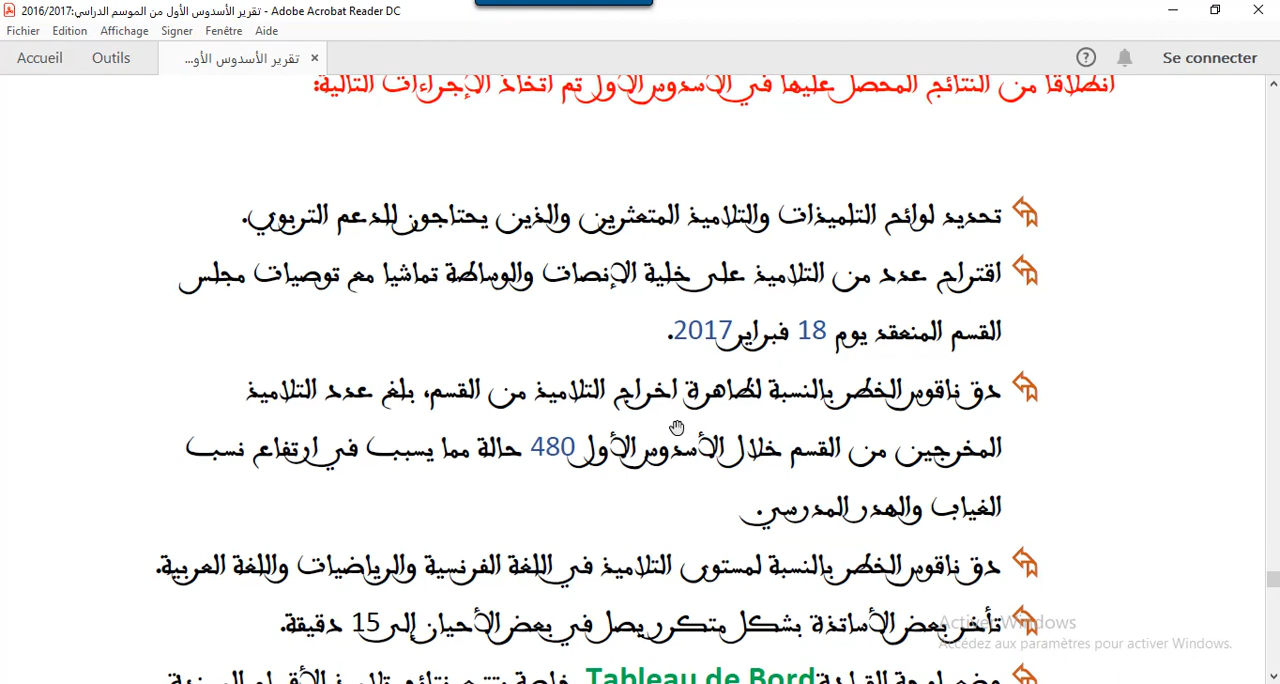 تقرير الأسدوس الأول من الموسم الدراسي:2016/2017 - Adobe Acrobat Reader DC
Fichier Edition Affichage Signer Fenêtre Aide
Accueil Outils تقرير الأسدوس الأو... × ? Se connecter
انطلاقا من النتائج المحصل عليها في الأسدوس الأول تم اتخاذ الإجراءات التالية:
تحديد لوائح التلميذات والتلاميذ المتعثرين والذين يحتاجون للدعم التربوي.
اقتراح عدد من التلاميذ على خلية الإنصات والوساطة تماشيا مع توصيات مجلس
القسم المنعقد يوم 18 فبراير2017.
دق ناقوس الخطر بالنسبة لظاهرة اخراج التلاميذ من القسم، بلغ عدد التلاميذ
المخرجين من القسم خلال الأسدوس الأول 480 حالة مما يسبب في ارتفاع نسب
الغياب والهدر المدرسي.
دق ناقوس الخطر بالنسبة لمستوى التلاميذ في اللغة الفرنسية والرياضيات واللغة العربية.
تأخر بعض الأساتذة بشكل متكرر يصل في بعض الأحيان إلى 15 دقيقة.
Activer Windows
Accédez aux paramètres pour activer Windows.
Tableau de Bord